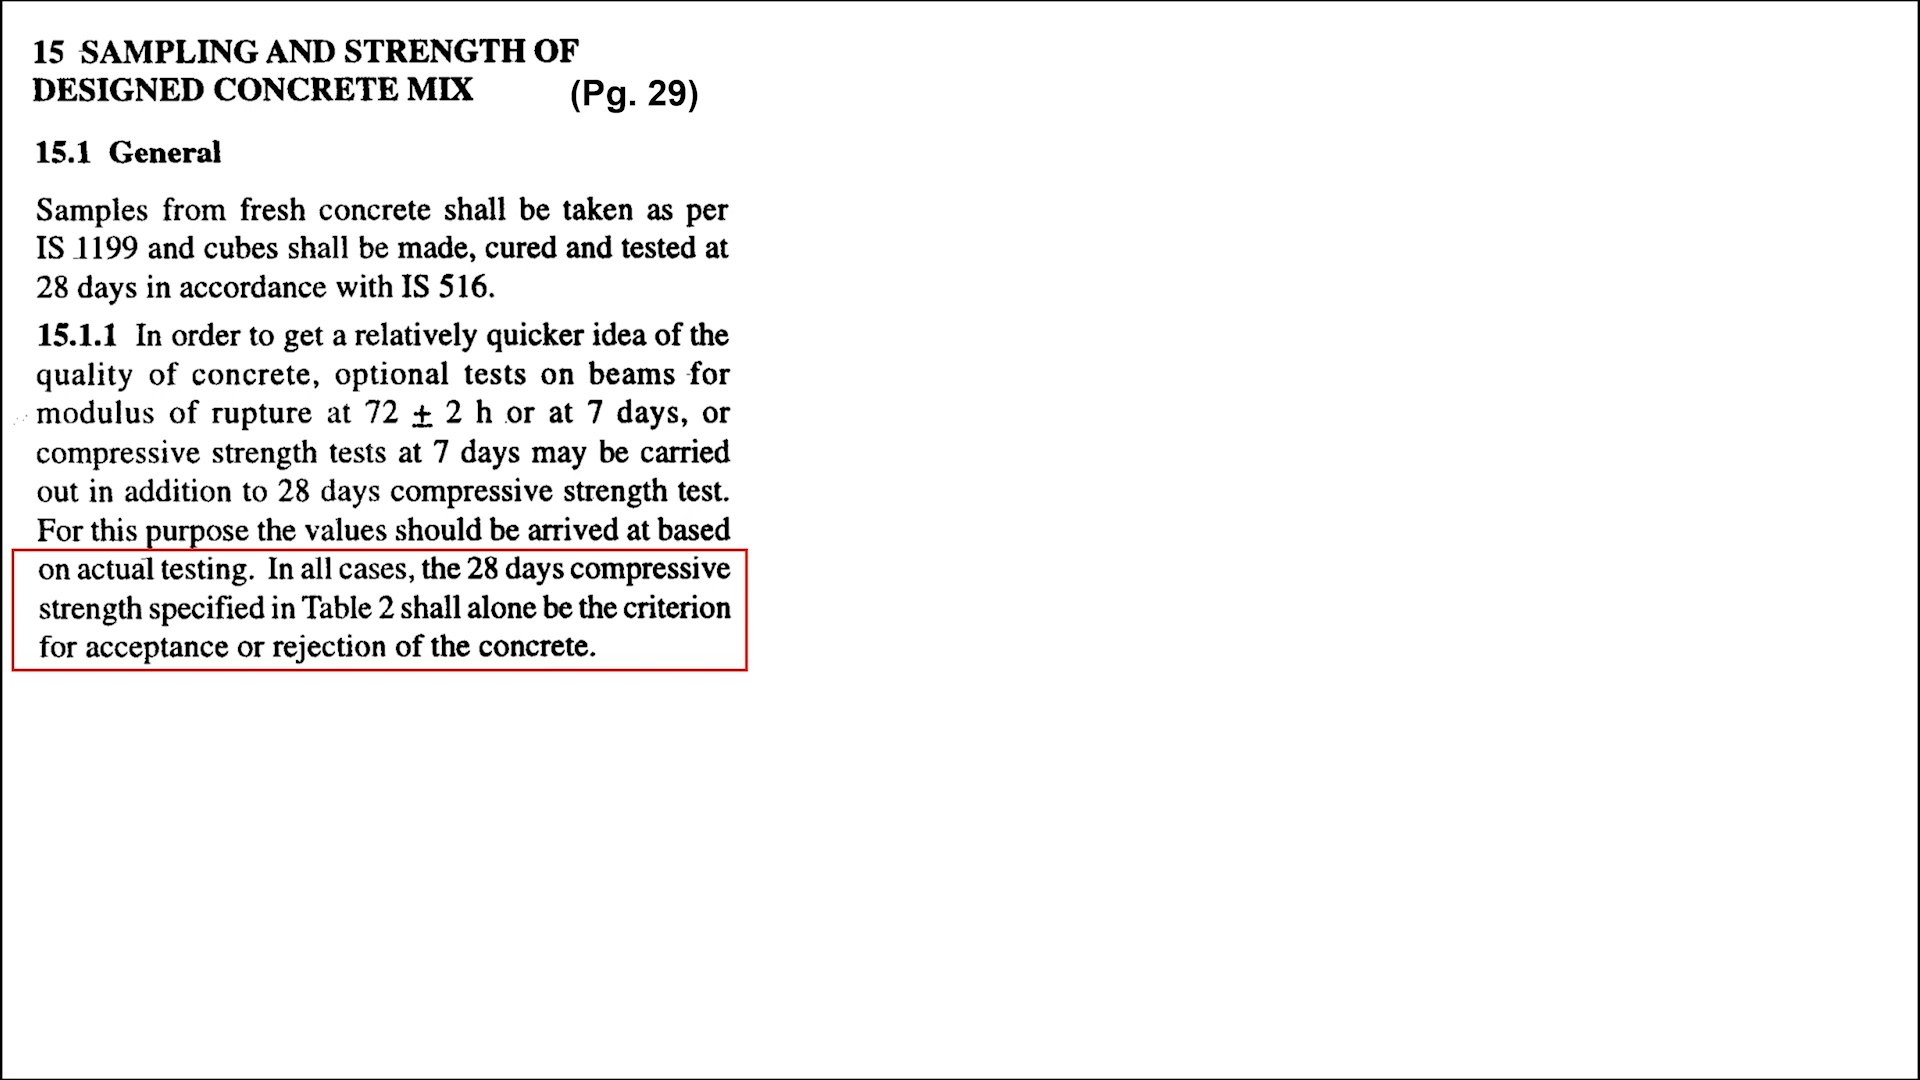 15 SAMPLING AND STRENGTH OF
DESIGNED CONCRETE MIX (Pg. 29)
15.1 General
Samples from fresh concrete shall be taken as per
IS 1199 and cubes shall be made, cured and tested at
28 days in accordance with IS 516.
15.1.1 In order to get a relatively quicker idea of the
quality of concrete, optional tests on beams for
modulus of rupture at 72 ± 2 h or at 7 days, or
compressive strength tests at 7 days may be carried
out in addition to 28 days compressive strength test.
For this purpose the values should be arrived at based
on actual testing. In all cases, the 28 days compressive
strength specified in Table 2 shall alone be the criterion
for acceptance or rejection of the concrete.